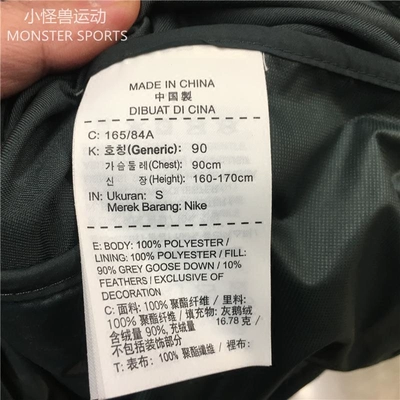 小怪兽运动
MONSTER SPORTS
MADE IN CHINA
中国製
DIBUAT DI CINA
C: 165/84A
K: 호칭(Generic): 90
가슴둘레(Chest): 90cm
신 장(Height): 160-170cm
IN: Ukuran: S
Merek Barang: Nike
E: BODY: 100% POLYESTER /
LINING: 100% POLYESTER / FILL:
90% GREY GOOSE DOWN / 10%
FEATHERS / EXCLUSIVE OF
DECORATION
C: 面料: 100% 聚酯纤维 / 里料:
100% 聚酯纤维 / 填充物: 灰鹅绒
含绒量 90%, 充绒量 16.78 克 /
不包括装饰部分
T: 表布: 100% 聚酯纖維 / 裡布: